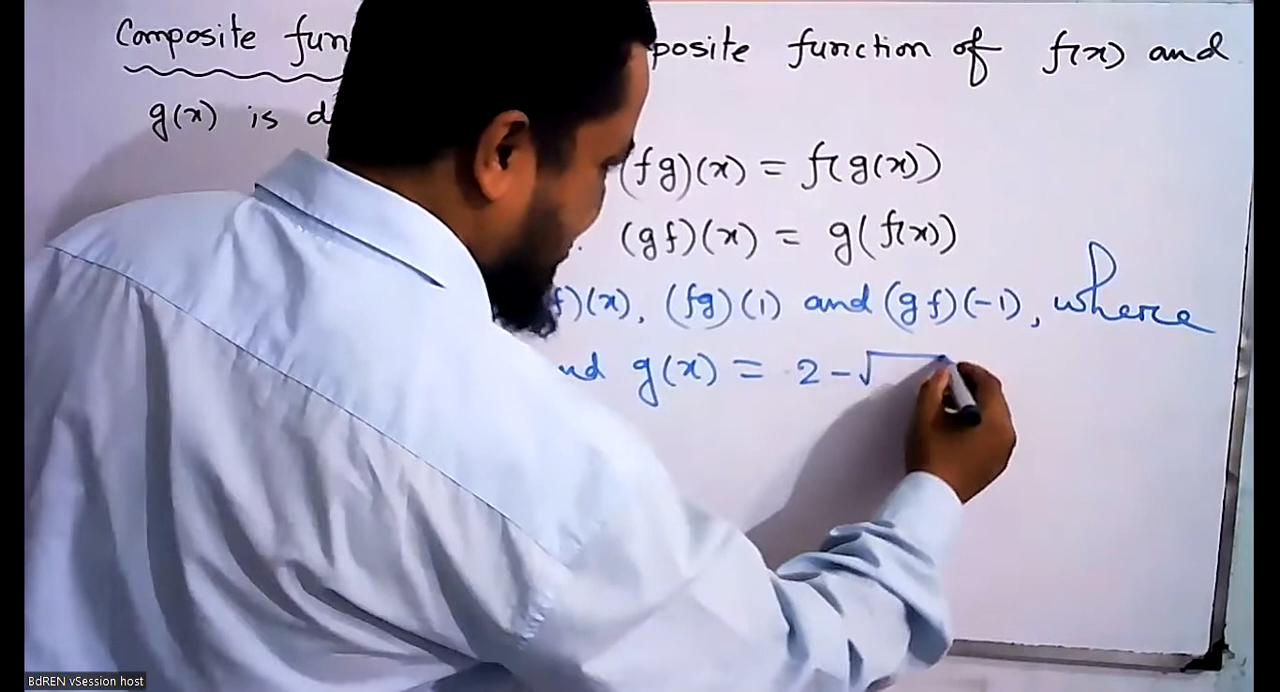 Composite fun posite function of f(x) and
g(x) is d
(fg)(x) = f(g(x))
(gf)(x) = g(f(x))
f)(x), (fg)(1) and (gf)(-1), where
nd g(x) = 2 - √
BdREN vSession host